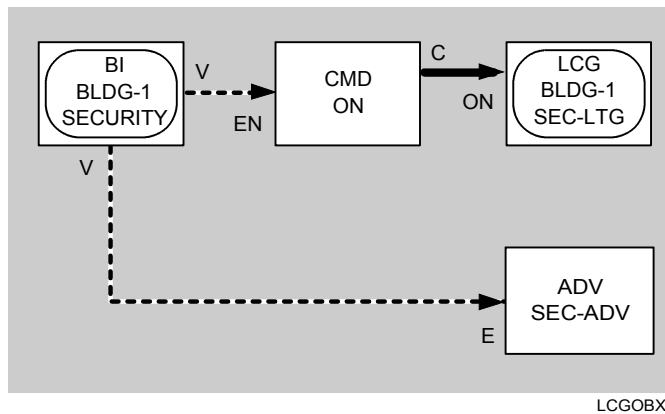 BI
BLDG-1
SECURITY
V
EN
CMD
ON
C
ON
LCG
BLDG-1
SEC-LTG
V
E
ADV
SEC-ADV
LCGOBX